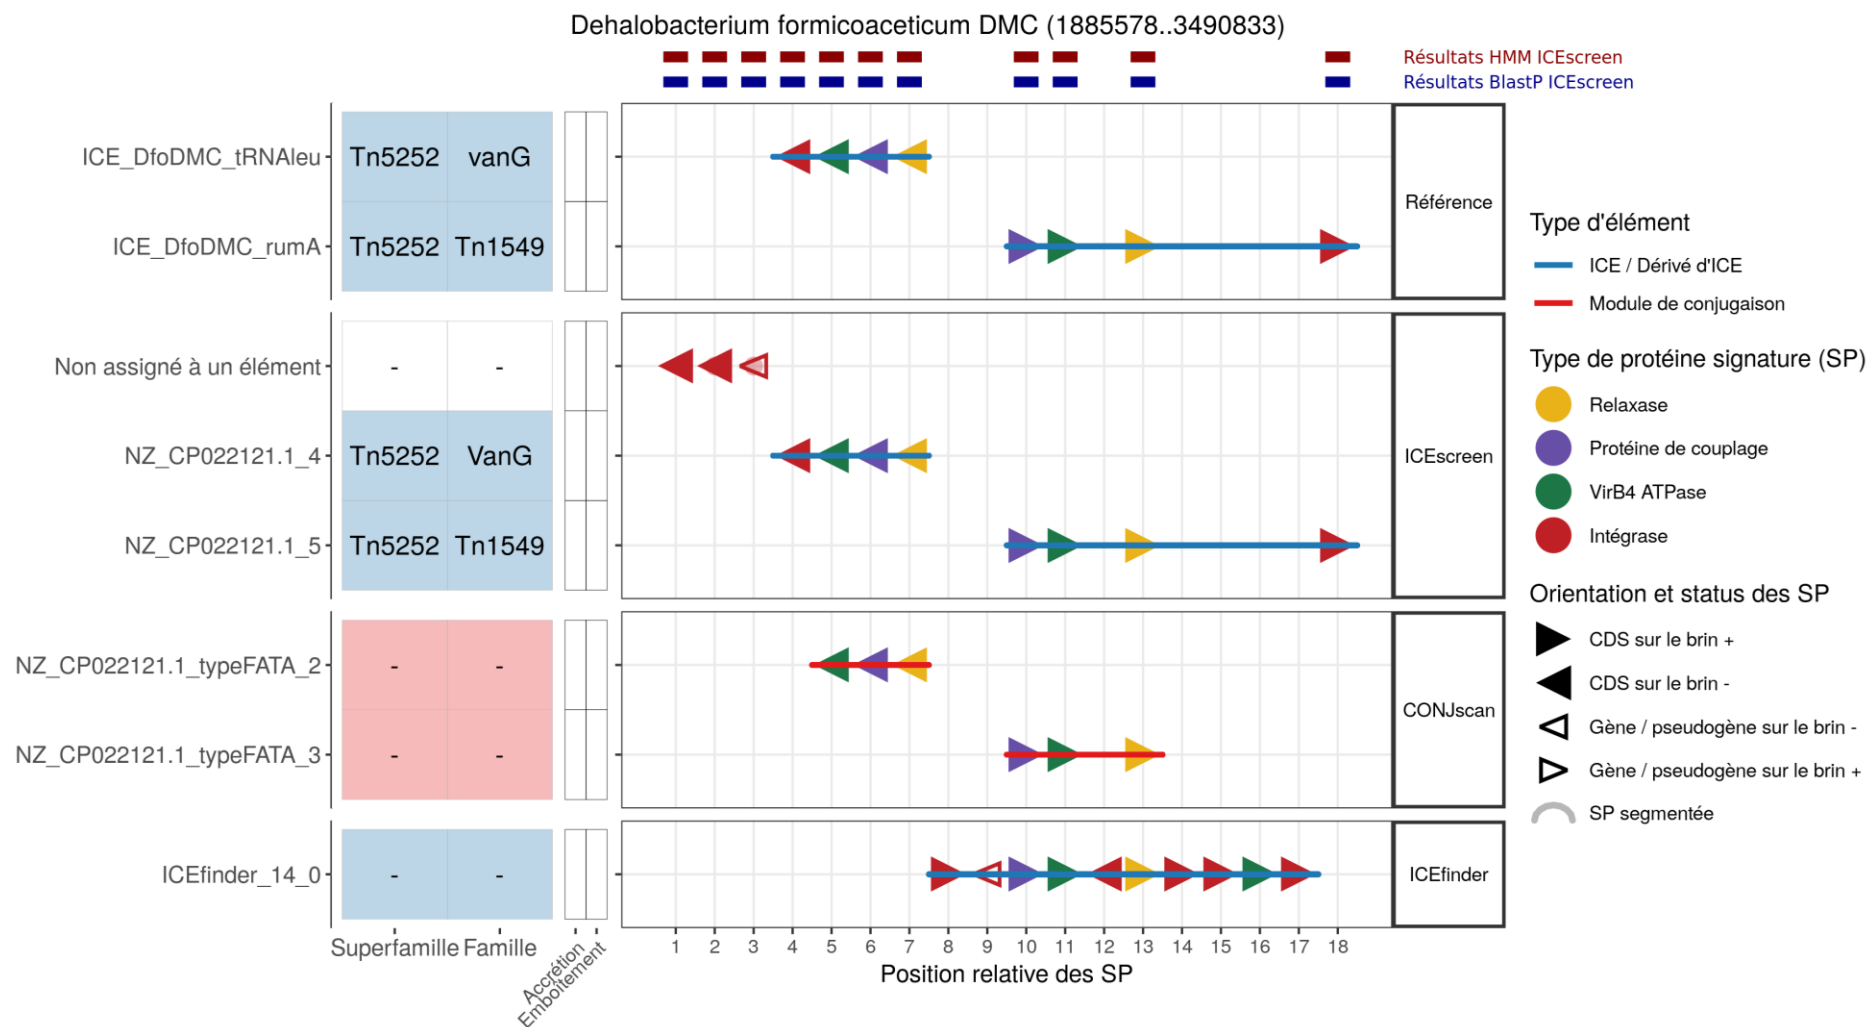 Dehalobacterium formicoaceticum DMC (1885578..3490833)
Résultats HMM ICEscreen
Résultats BlastP ICEscreen
ICE_DfoDMC_tRNAleu Tn5252 vanG
ICE_DfoDMC_rumA Tn5252 Tn1549
Référence
Non assigné à un élément - -
NZ_CP022121.1_4 Tn5252 VanG
NZ_CP022121.1_5 Tn5252 Tn1549
ICEscreen
NZ_CP022121.1_typeFATA_2 - -
NZ_CP022121.1_typeFATA_3 - -
CONJscan
ICEfinder_14_0 - -
ICEfinder
Superfamille Famille
Accrétion
Emboîtement
1 2 3 4 5 6 7 8 9 10 11 12 13 14 15 16 17 18
Position relative des SP
Type d'élément
ICE / Dérivé d'ICE
Module de conjugaison
Type de protéine signature (SP)
Relaxase
Protéine de couplage
VirB4 ATPase
Intégrase
Orientation et status des SP
CDS sur le brin +
CDS sur le brin -
Gène / pseudogène sur le brin -
Gène / pseudogène sur le brin +
SP segmentée